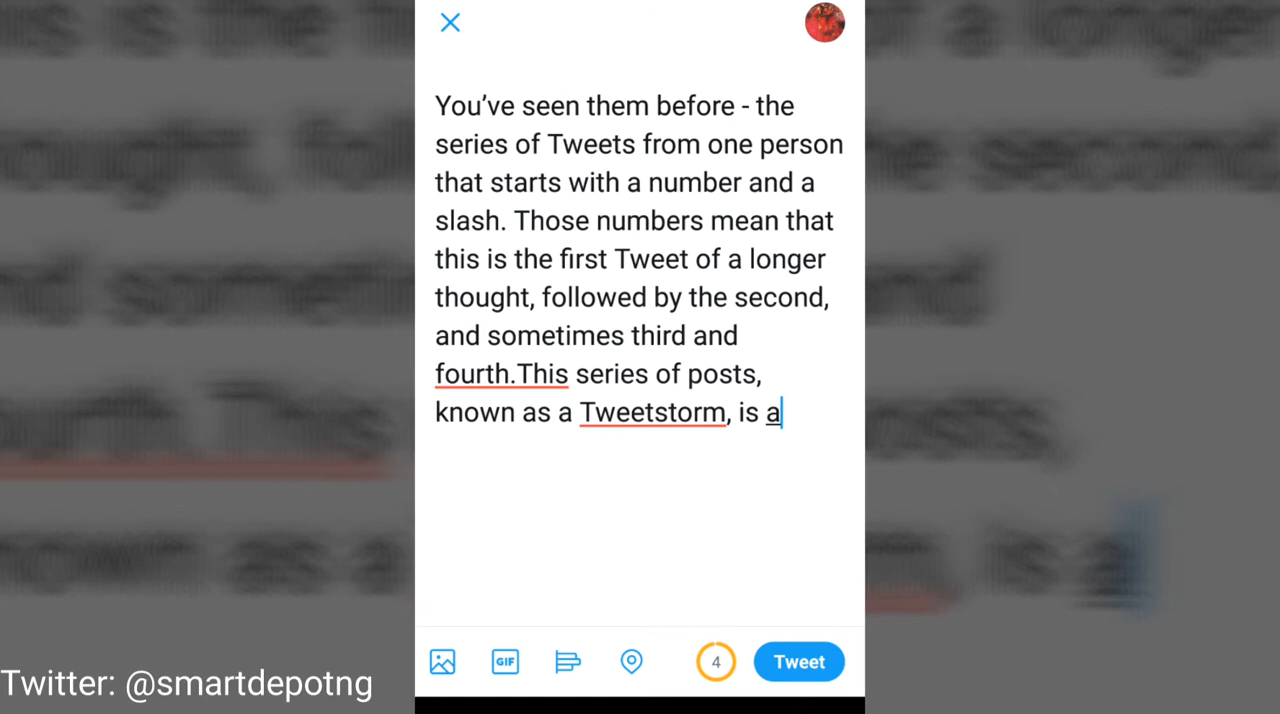 You've seen them before - the
series of Tweets from one person
that starts with a number and a
slash. Those numbers mean that
this is the first Tweet of a longer
thought, followed by the second,
and sometimes third and
fourth.This series of posts,
known as a Tweetstorm, is a
GIF
4
Tweet
Twitter: @smartdepotng